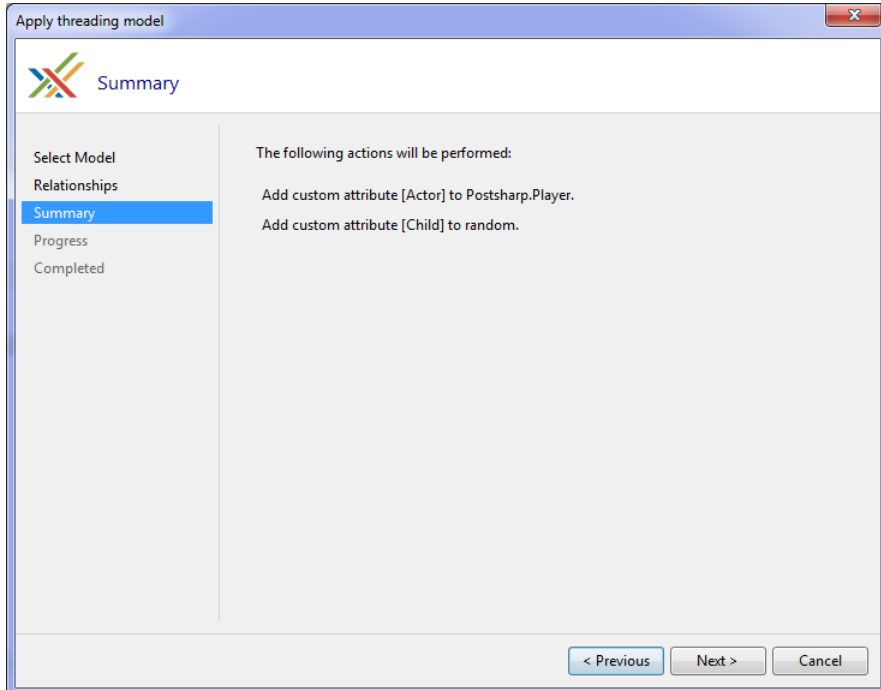 Apply threading model
Summary
Select Model
Relationships
Summary
Progress
Completed
The following actions will be performed:
Add custom attribute [Actor] to Postsharp.Player.
Add custom attribute [Child] to random.
< Previous
Next >
Cancel